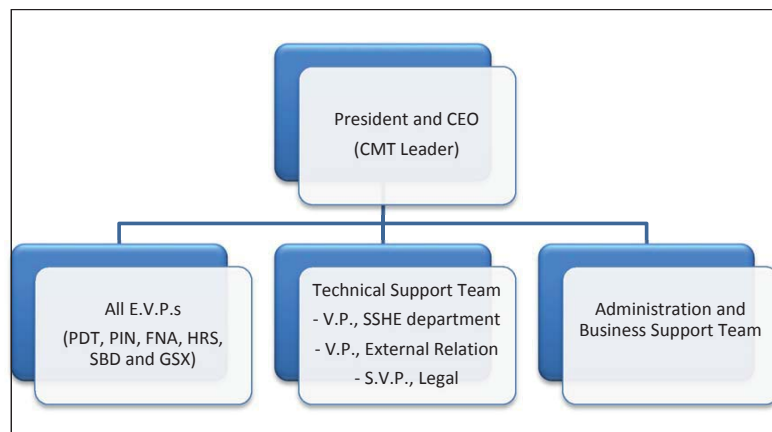 President and CEO
(CMT Leader)
All E.V.P.s
(PDT, PIN, FNA, HRS,
SBD and GSX)
Technical Support Team
- V.P., SSHE department
- V.P., External Relation
- S.V.P., Legal
Administration and
Business Support Team